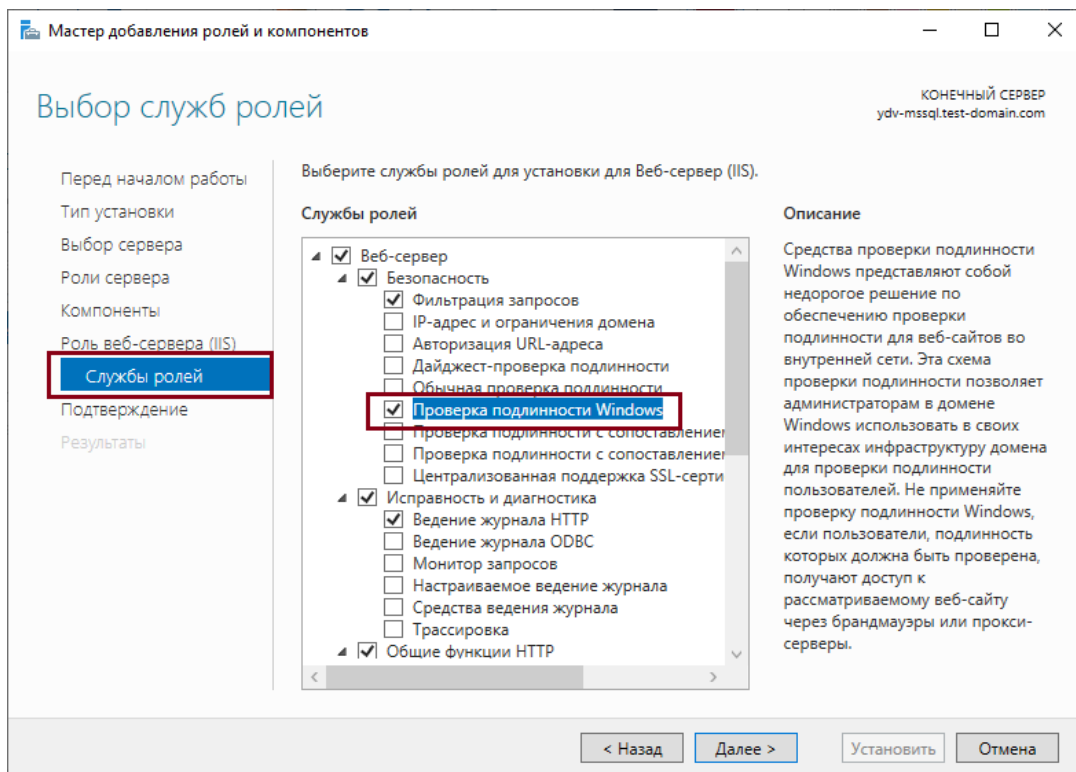 Мастер добавления ролей и компонентов
Выбор служб ролей
КОНЕЧНЫЙ СЕРВЕР
ydv-mssql.test-domain.com
Перед началом работы
Тип установки
Выбор сервера
Роли сервера
Компоненты
Роль веб-сервера (IIS)
Службы ролей
Подтверждение
Результаты
Выберите службы ролей для установки для Веб-сервер (IIS).
Службы ролей
Веб-сервер
Безопасность
Фильтрация запросов
IP-адрес и ограничения домена
Авторизация URL-адреса
Дайджест-проверка подлинности
Обычная проверка подлинности
Проверка подлинности Windows
Проверка подлинности с сопоставление
Проверка подлинности с сопоставление
Централизованная поддержка SSL-серти
Исправность и диагностика
Ведение журнала HTTP
Ведение журнала ODBC
Монитор запросов
Настраиваемое ведение журнала
Средства ведения журнала
Трассировка
Общие функции HTTP
Описание
Средства проверки подлинности
Windows представляют собой
недорогое решение по
обеспечению проверки
подлинности для веб-сайтов во
внутренней сети. Эта схема
проверки подлинности позволяет
администраторам в домене
Windows использовать в своих
интересах инфраструктуру домена
для проверки подлинности
пользователей. Не применяйте
проверку подлинности Windows,
если пользователи, подлинность
которых должна быть проверена,
получают доступ к
рассматриваемому веб-сайту
через брандмауэры или прокси-
серверы.
< Назад
Далее >
Установить
Отмена